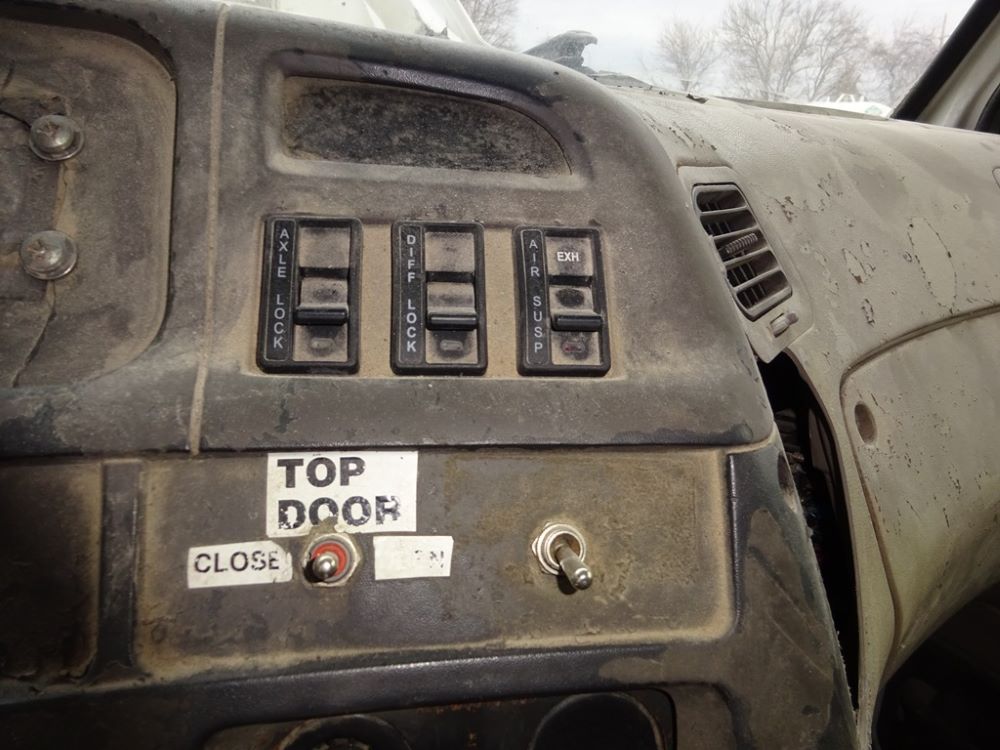 AXLE LOCK
DIFF LOCK
AIR SUSP
EXH
TOP
DOOR
CLOSE